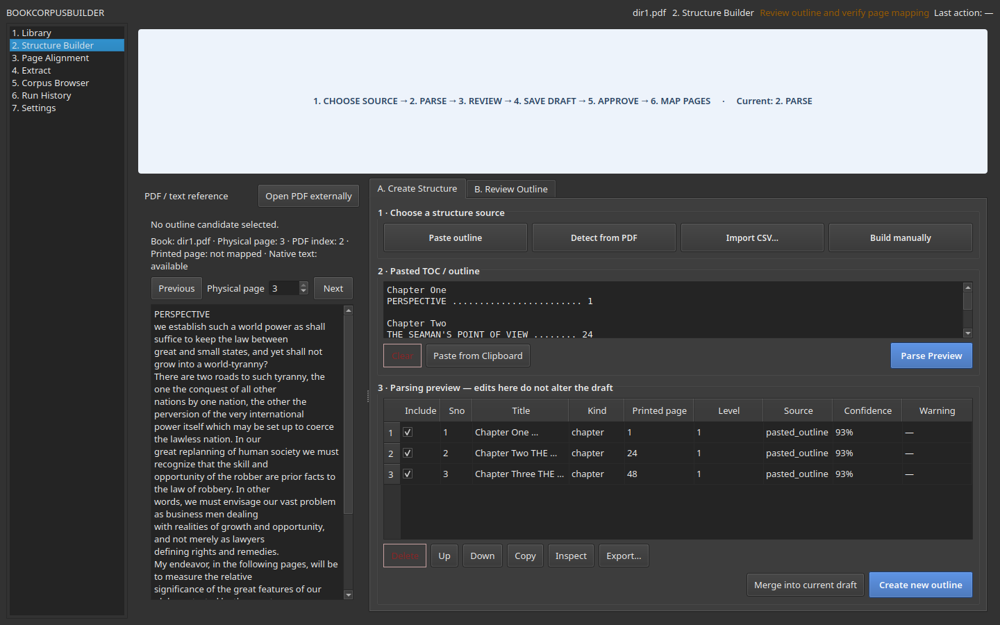 BOOKCORPUSBUILDER
dir1.pdf 2. Structure Builder Review outline and verify page mapping Last action: —
1. Library
2. Structure Builder
3. Page Alignment
4. Extract
5. Corpus Browser
6. Run History
7. Settings
1. CHOOSE SOURCE → 2. PARSE → 3. REVIEW → 4. SAVE DRAFT → 5. APPROVE → 6. MAP PAGES · Current: 2. PARSE
PDF / text reference
Open PDF externally
No outline candidate selected.
Book: dir1.pdf · Physical page: 3 · PDF index: 2 ·
Printed page: not mapped · Native text:
available
Previous Physical page 3 Next
PERSPECTIVE
we establish such a world power as shall
suffice to keep the law between
great and small states, and yet shall not
grow into a world-tyranny?
There are two roads to such tyranny, the
one the conquest of all other
nations by one nation, the other the
perversion of the very international
power itself which may be set up to coerce
the lawless nation. In our
great replanning of human society we must
recognize that the skill and
opportunity of the robber are prior facts to
the law of robbery. In other
words, we must envisage our vast problem
as business men dealing
with realities of growth and opportunity,
and not merely as lawyers
defining rights and remedies.
My endeavor, in the following pages, will be
to measure the relative
significance of the great features of our
A. Create Structure
B. Review Outline
1 · Choose a structure source
Paste outline
Detect from PDF
Import CSV...
Build manually
2 · Pasted TOC / outline
Chapter One
PERSPECTIVE ........................ 1
Chapter Two
THE SEAMAN'S POINT OF VIEW ........ 24
Clear
Paste from Clipboard
Parse Preview
3 · Parsing preview — edits here do not alter the draft
Include Sno Title Kind Printed page Level Source Confidence Warning
1 1 Chapter One ... chapter 1 1 pasted_outline 93% —
2 2 Chapter Two THE ... chapter 24 1 pasted_outline 93% —
3 3 Chapter Three THE ... chapter 48 1 pasted_outline 93% —
Delete
Up
Down
Copy
Inspect
Export...
Merge into current draft
Create new outline